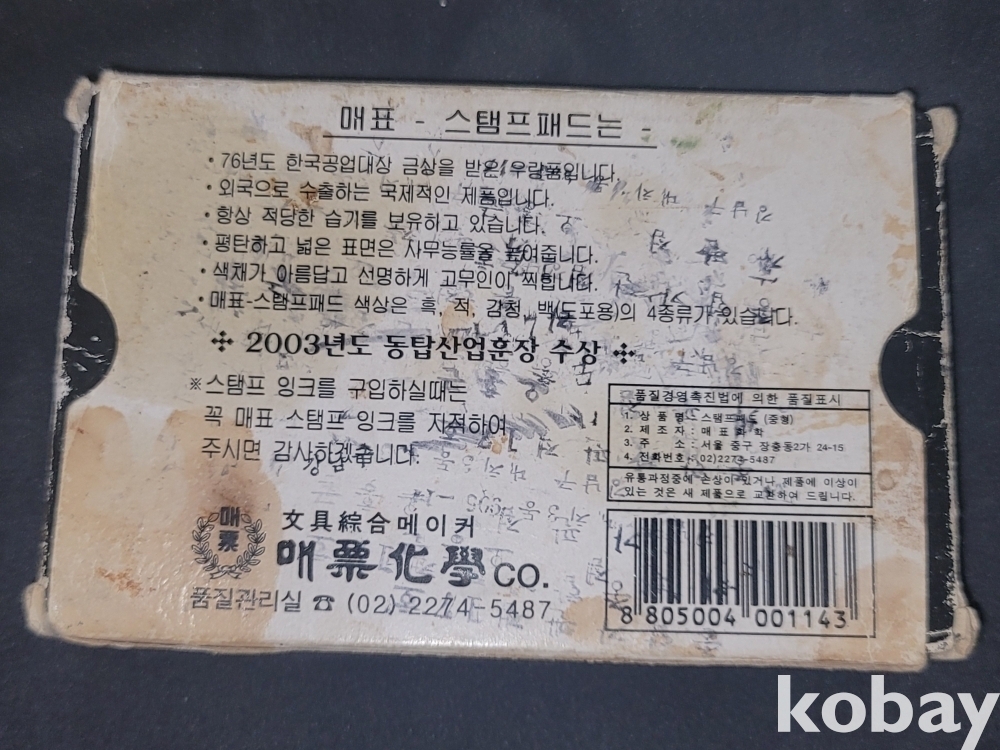 매표 - 스탬프패드는 -
• 76년도 한국공업대장 금상을 받은 우량품입니다.
• 외국으로 수출하는 국제적인 제품입니다.
• 항상 적당한 습기를 보유하고 있습니다.
• 평탄하고 넓은 표면은 사무능률을 높여줍니다.
• 색채가 아름답고 선명하게 고무인이 찍힙니다.
• 매표-스탬프패드 색상은 흑, 적, 감청, 백(도포용)의 4종류가 있습니다.
2003년도 동탑산업훈장 수상
※스탬프 잉크를 구입하실때는
꼭 매표 스탬프 잉크를 지적하여
주시면 감사하겠습니다.
품질경영촉진법에 의한 품질표시
1. 상 품 명 : 스탬프패드 (중형)
2. 제 조 자 : 매 표 화 학
3. 주 소 : 서울 중구 장충동2가 24-15
4. 전화번호 : 02)2274-5487
유통과정중에 손상이 있거나 제품에 이상이
있는 것은 새 제품으로 교환하여 드립니다.
매票
文具綜合메이커
매票化學 CO.
품질관리실 ☎ (02) 2274-5487
8 805004 001143
kobay